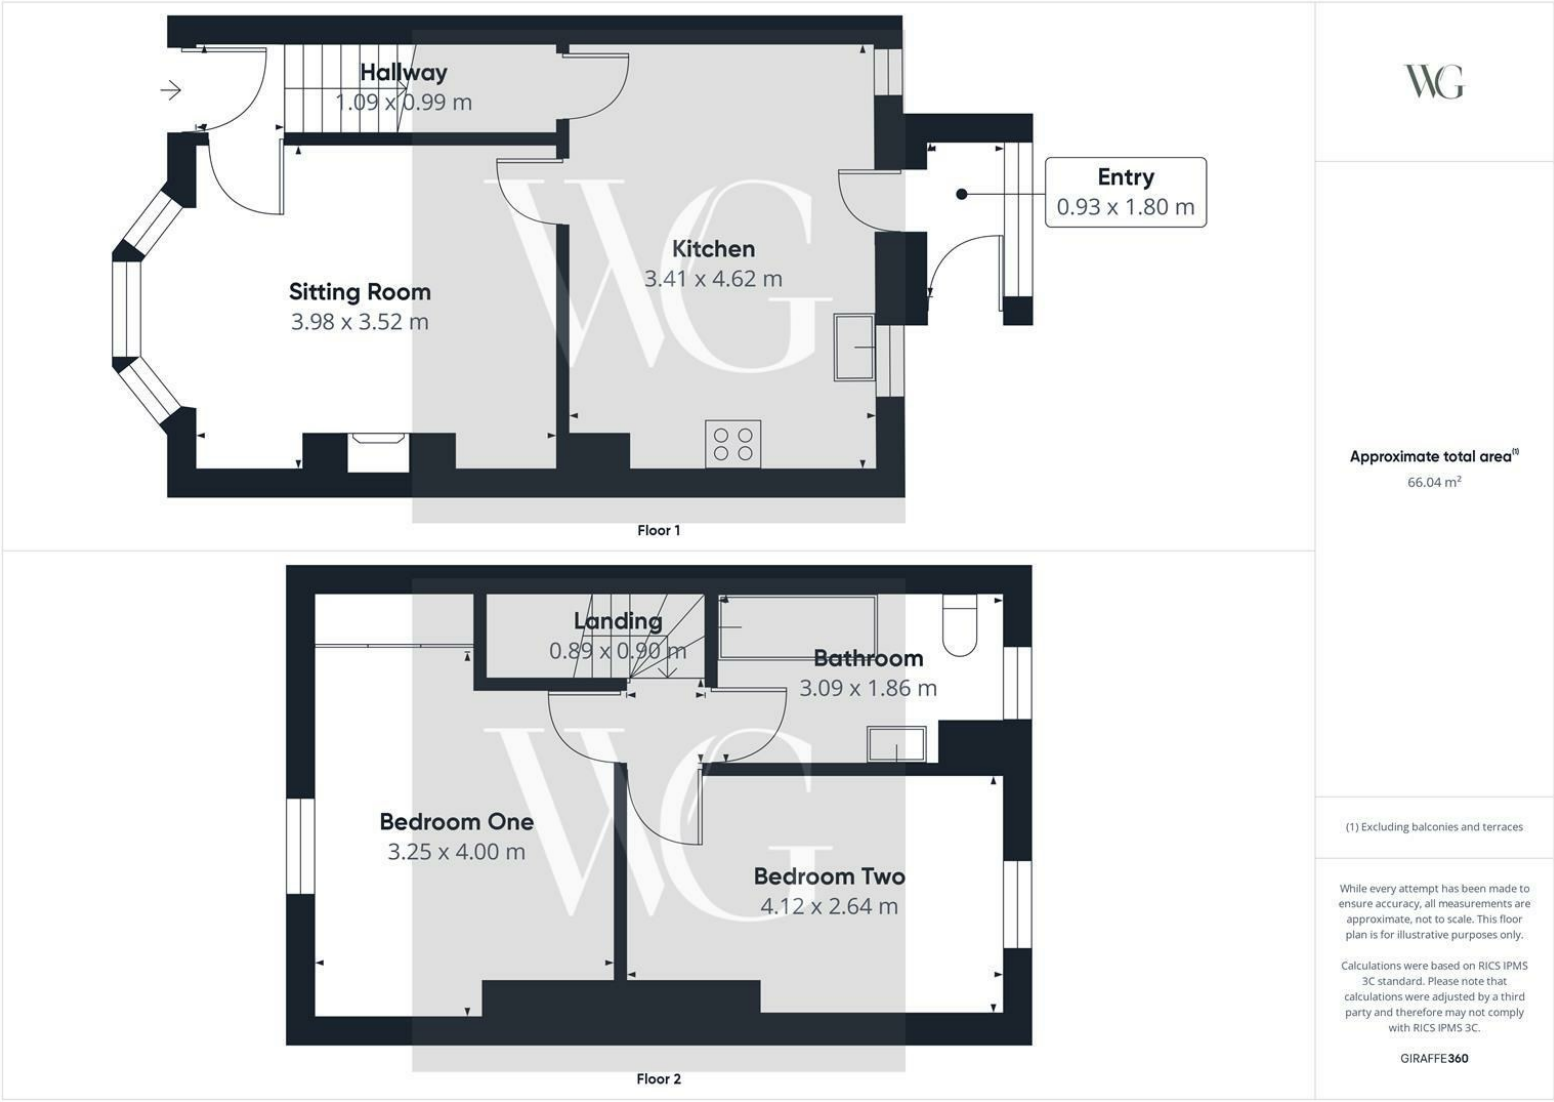 Hallway
1.09 x 0.99 m
Sitting Room
3.98 x 3.52 m
Kitchen
3.41 x 4.62 m
Entry
0.93 x 1.80 m
WG
Floor 1
Landing
0.89 x 0.90 m
Bathroom
3.09 x 1.86 m
Bedroom One
3.25 x 4.00 m
Bedroom Two
4.12 x 2.64 m
WG
Floor 2
WG
Approximate total area(1)
66.04 m²
(1) Excluding balconies and terraces
While every attempt has been made to
ensure accuracy, all measurements are
approximate, not to scale. This floor
plan is for illustrative purposes only.
Calculations were based on RICS IPMS
3C standard. Please note that
calculations were adjusted by a third
party and therefore may not comply
with RICS IPMS 3C.
GIRAFFE360